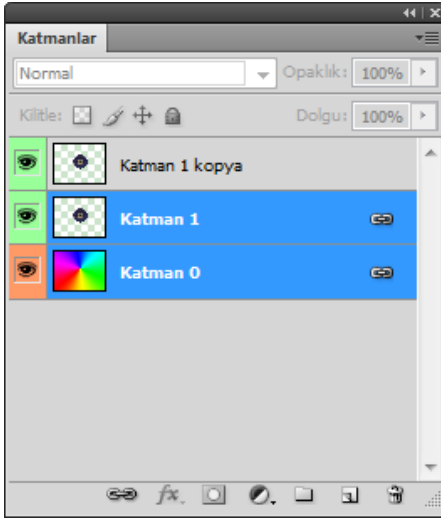 Katmanlar
Normal Opaklık: 100%
Kilitle: Dolgu: 100%
Katman 1 kopya
Katman 1
Katman 0
fx.